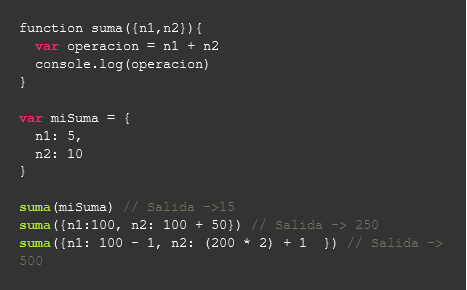 function suma({n1,n2}){
  var operacion = n1 + n2
  console.log(operacion)
}

var miSuma = {
  n1: 5,
  n2: 10
}

suma(miSuma) // Salida ->15
suma({n1:100, n2: 100 + 50}) // Salida -> 250
suma({n1: 100 - 1, n2: (200 * 2) + 1  }) // Salida ->
500